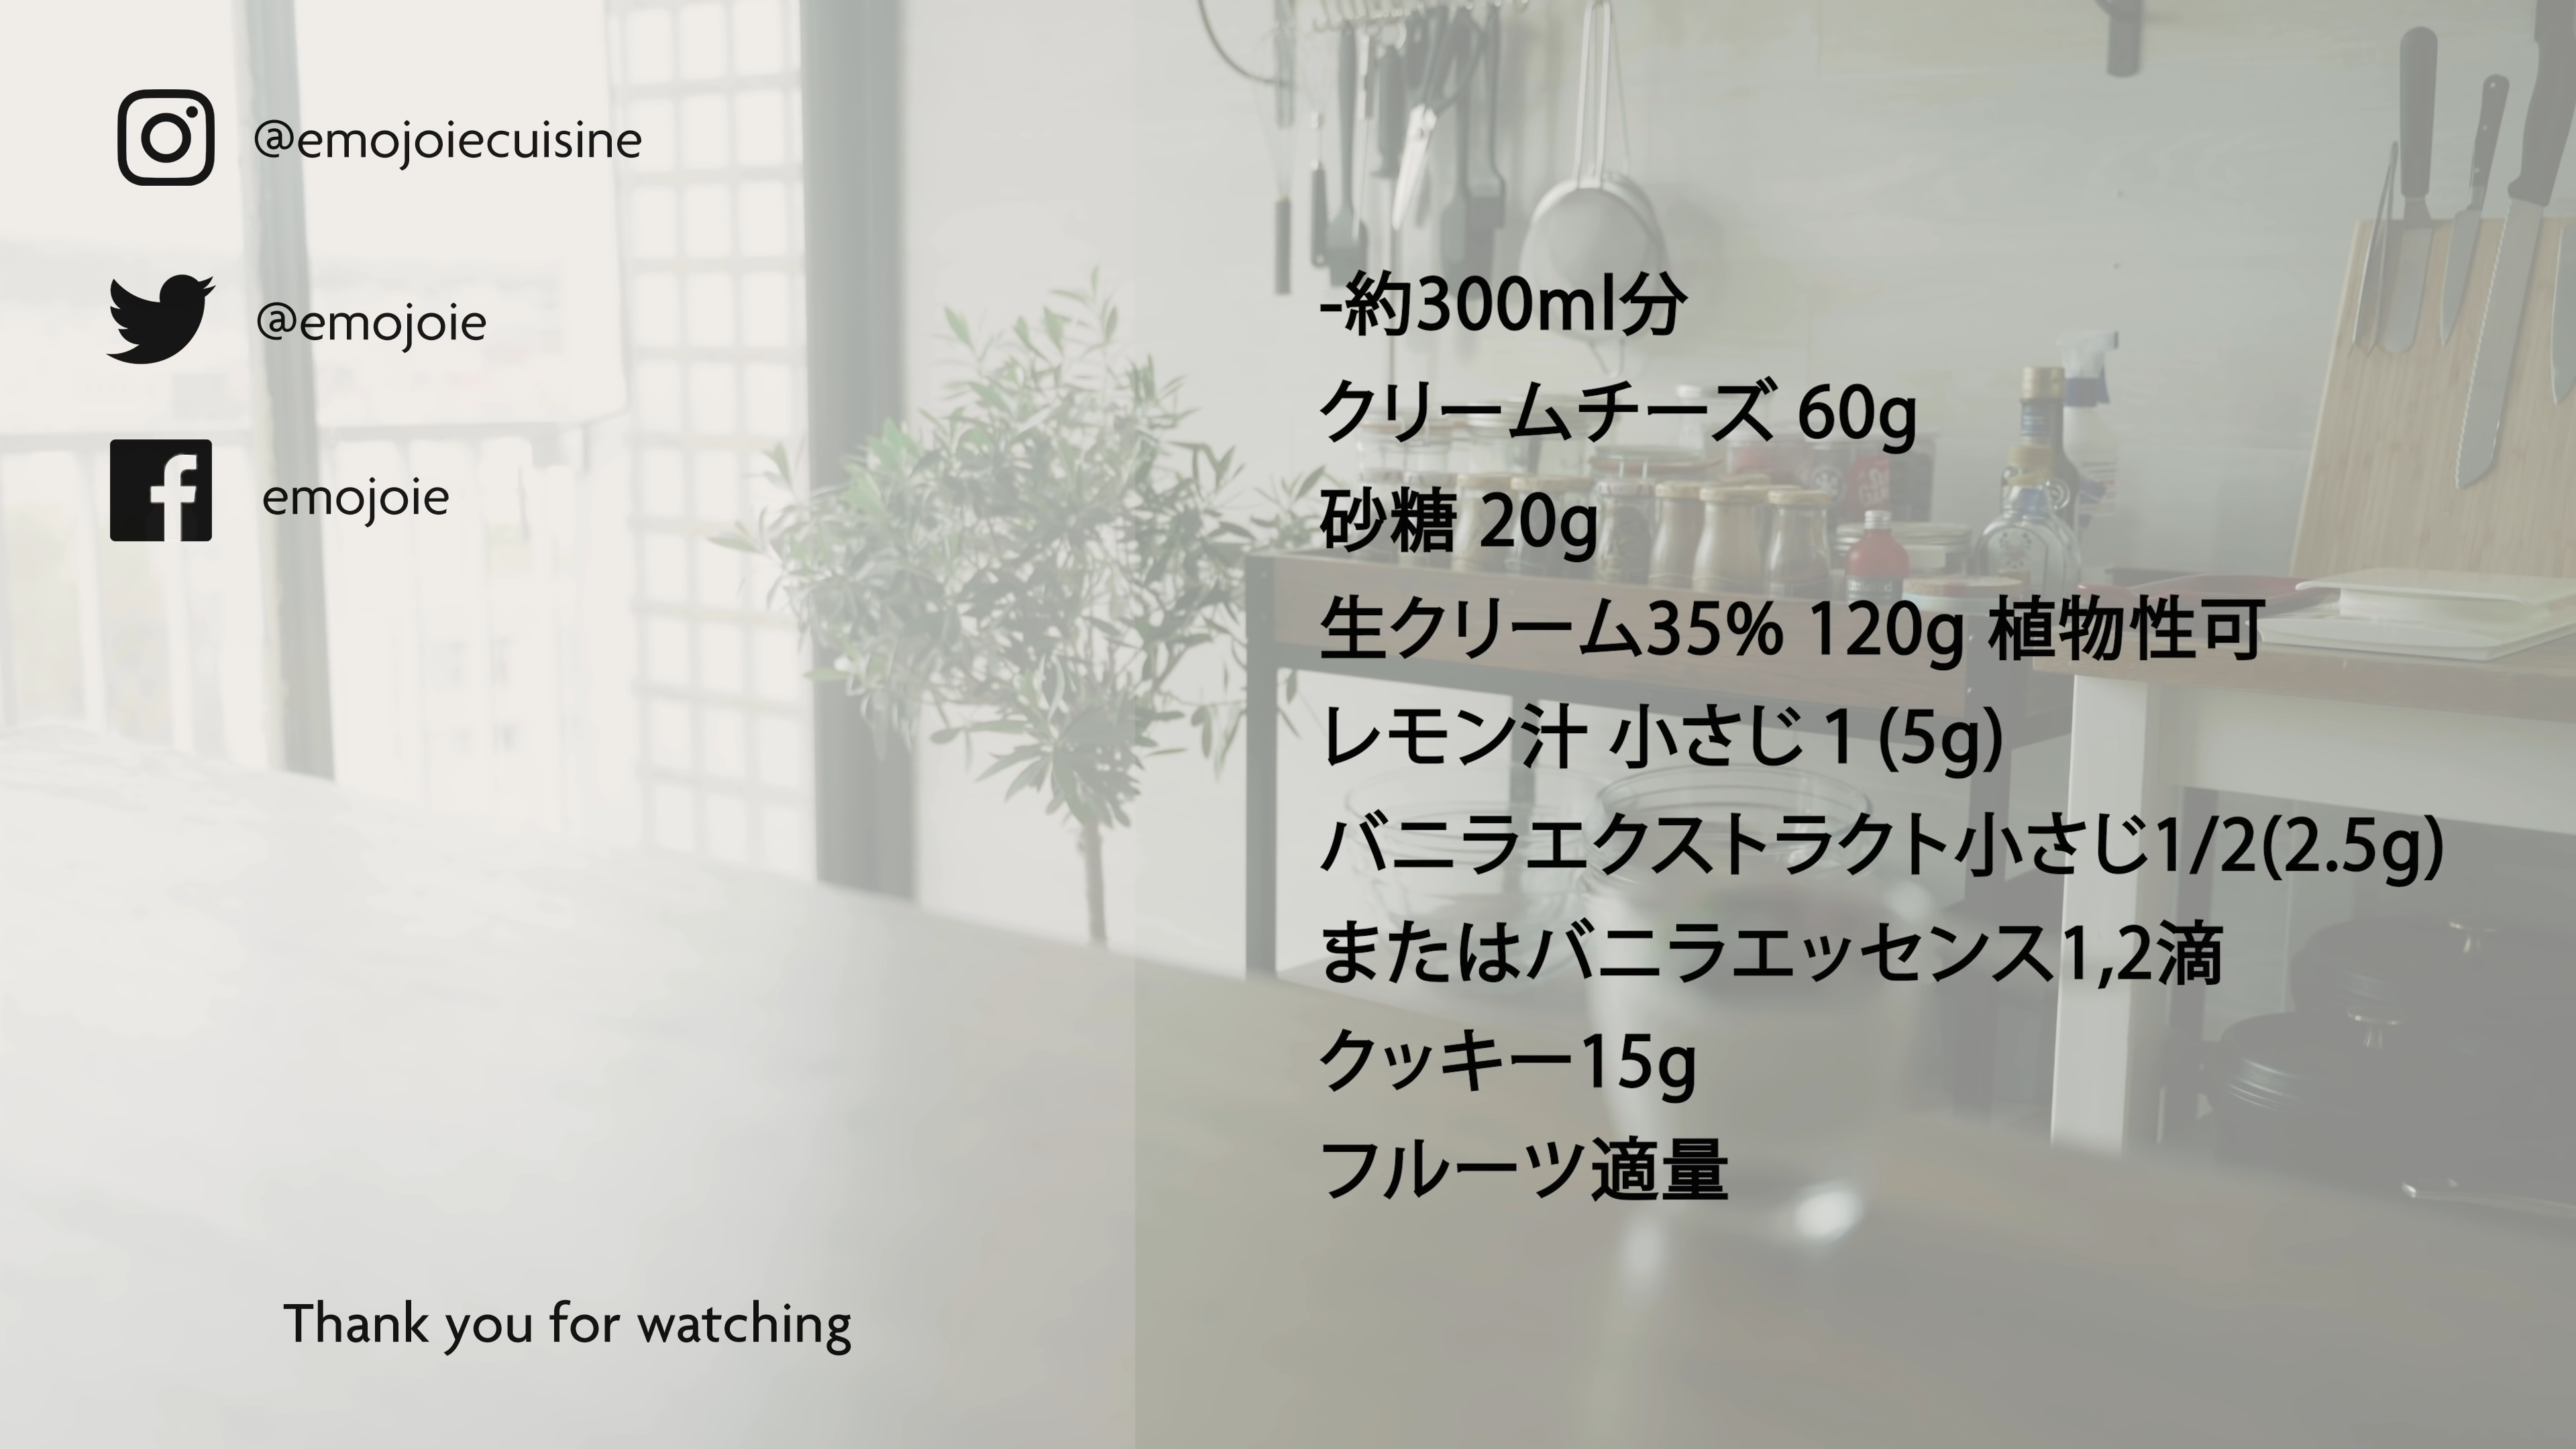 @emojoiecuisine
@emojoie
emojoie
-約300ml分
クリームチーズ 60g
砂糖 20g
生クリーム35% 120g 植物性可
レモン汁 小さじ 1 (5g)
バニラエクストラクト小さじ1/2(2.5g)
またはバニラエッセンス1,2滴
クッキー15g
フルーツ適量
Thank you for watching